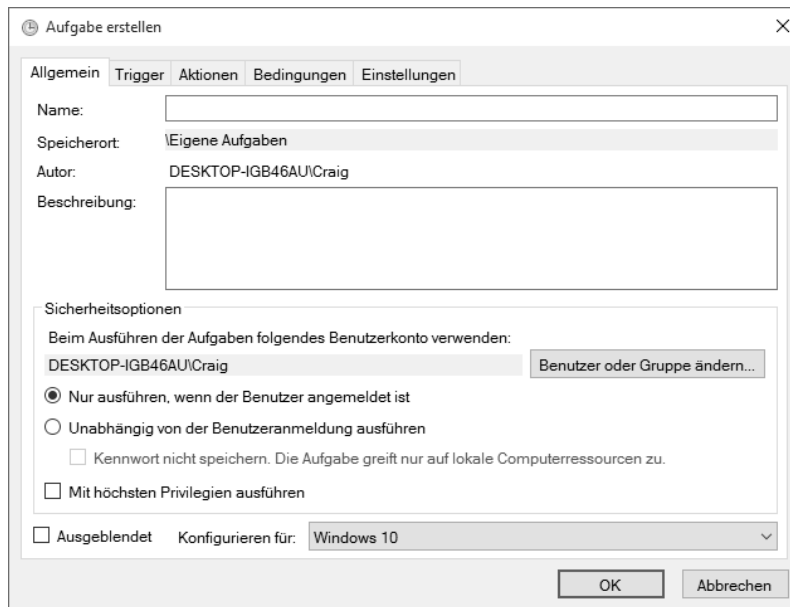 Aufgabe erstellen
Allgemein Trigger Aktionen Bedingungen Einstellungen
Name:
Speicherort: \Eigene Aufgaben
Autor: DESKTOP-IGB46AU\Craig
Beschreibung:
Sicherheitsoptionen
Beim Ausführen der Aufgaben folgendes Benutzerkonto verwenden:
DESKTOP-IGB46AU\Craig Benutzer oder Gruppe ändern...
Nur ausführen, wenn der Benutzer angemeldet ist
Unabhängig von der Benutzeranmeldung ausführen
Kennwort nicht speichern. Die Aufgabe greift nur auf lokale Computerressourcen zu.
Mit höchsten Privilegien ausführen
Ausgeblendet Konfigurieren für: Windows 10
OK Abbrechen